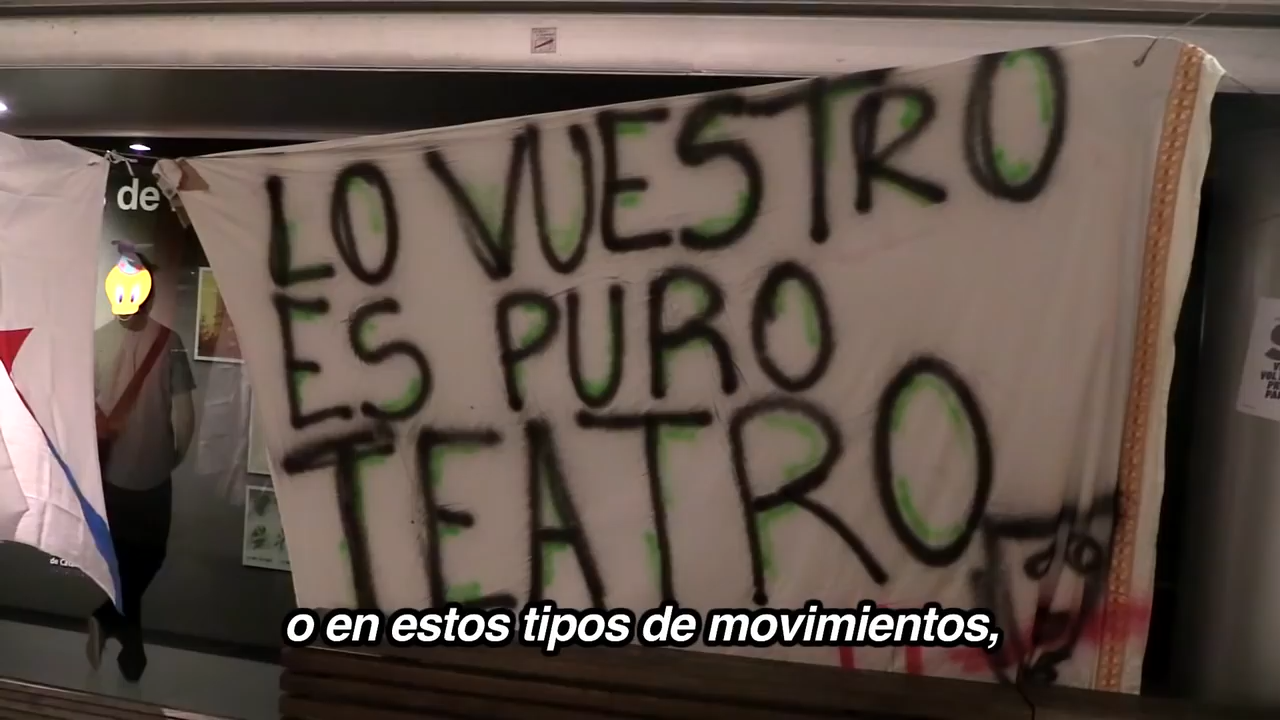 de
LO VUESTRO
ES PURO
TEATRO
o en estos tipos de movimientos,